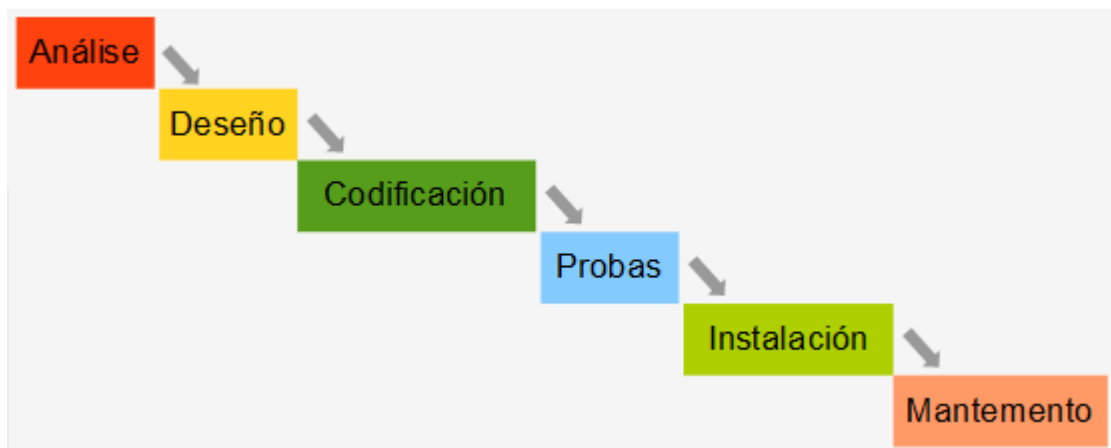 Análise
Deseño
Codificación
Probas
Instalación
Mantemento